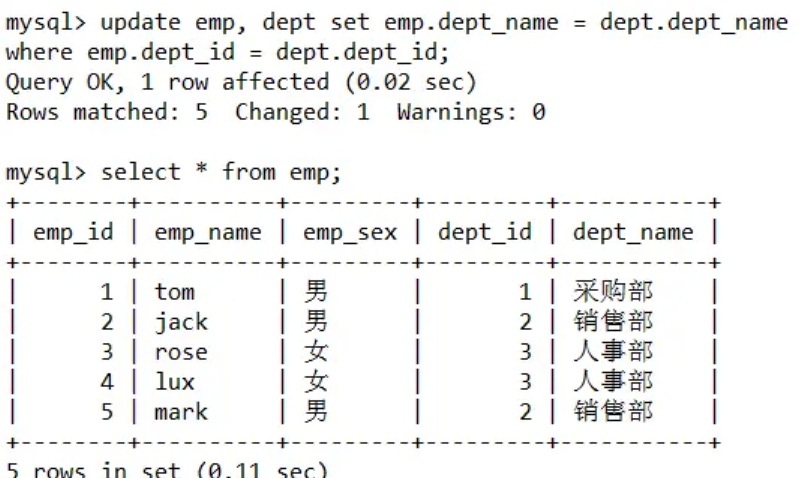 mysql> update emp, dept set emp.dept_name = dept.dept_name
where emp.dept_id = dept.dept_id;
Query OK, 1 row affected (0.02 sec)
Rows matched: 5  Changed: 1  Warnings: 0
mysql> select * from emp;
+--------+----------+---------+---------+-----------+
| emp_id | emp_name | emp_sex | dept_id | dept_name |
+--------+----------+---------+---------+-----------+
|      1 | tom      | 男      |       1 | 采购部    |
|      2 | jack     | 男      |       2 | 销售部    |
|      3 | rose     | 女      |       3 | 人事部    |
|      4 | lux      | 女      |       3 | 人事部    |
|      5 | mark     | 男      |       2 | 销售部    |
+--------+----------+---------+---------+-----------+
5 rows in set (0.11 sec)